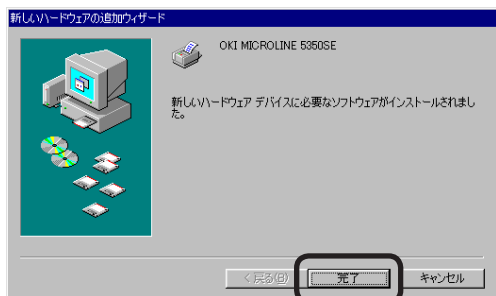 新しいハードウェアの追加ウィザード
OKI MICROLINE 5350SE
新しいハードウェア デバイスに必要なソフトウェアがインストールされまし
た。
< 戻る(B)
完了
キャンセル